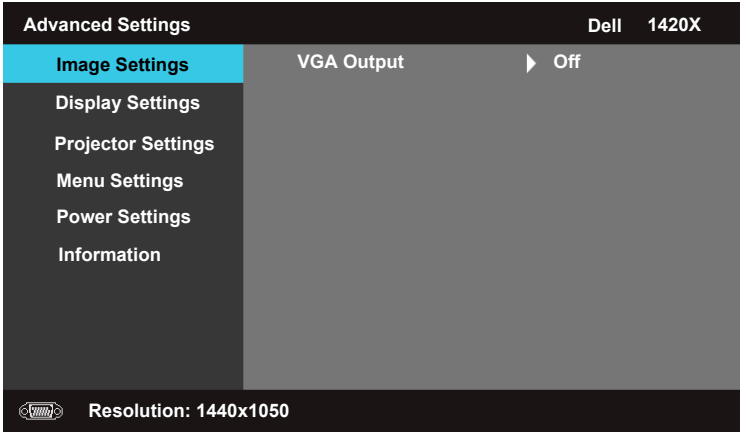 Advanced Settings Dell 1420X
Image Settings VGA Output Off
Display Settings
Projector Settings
Menu Settings
Power Settings
Information
Resolution: 1440x1050